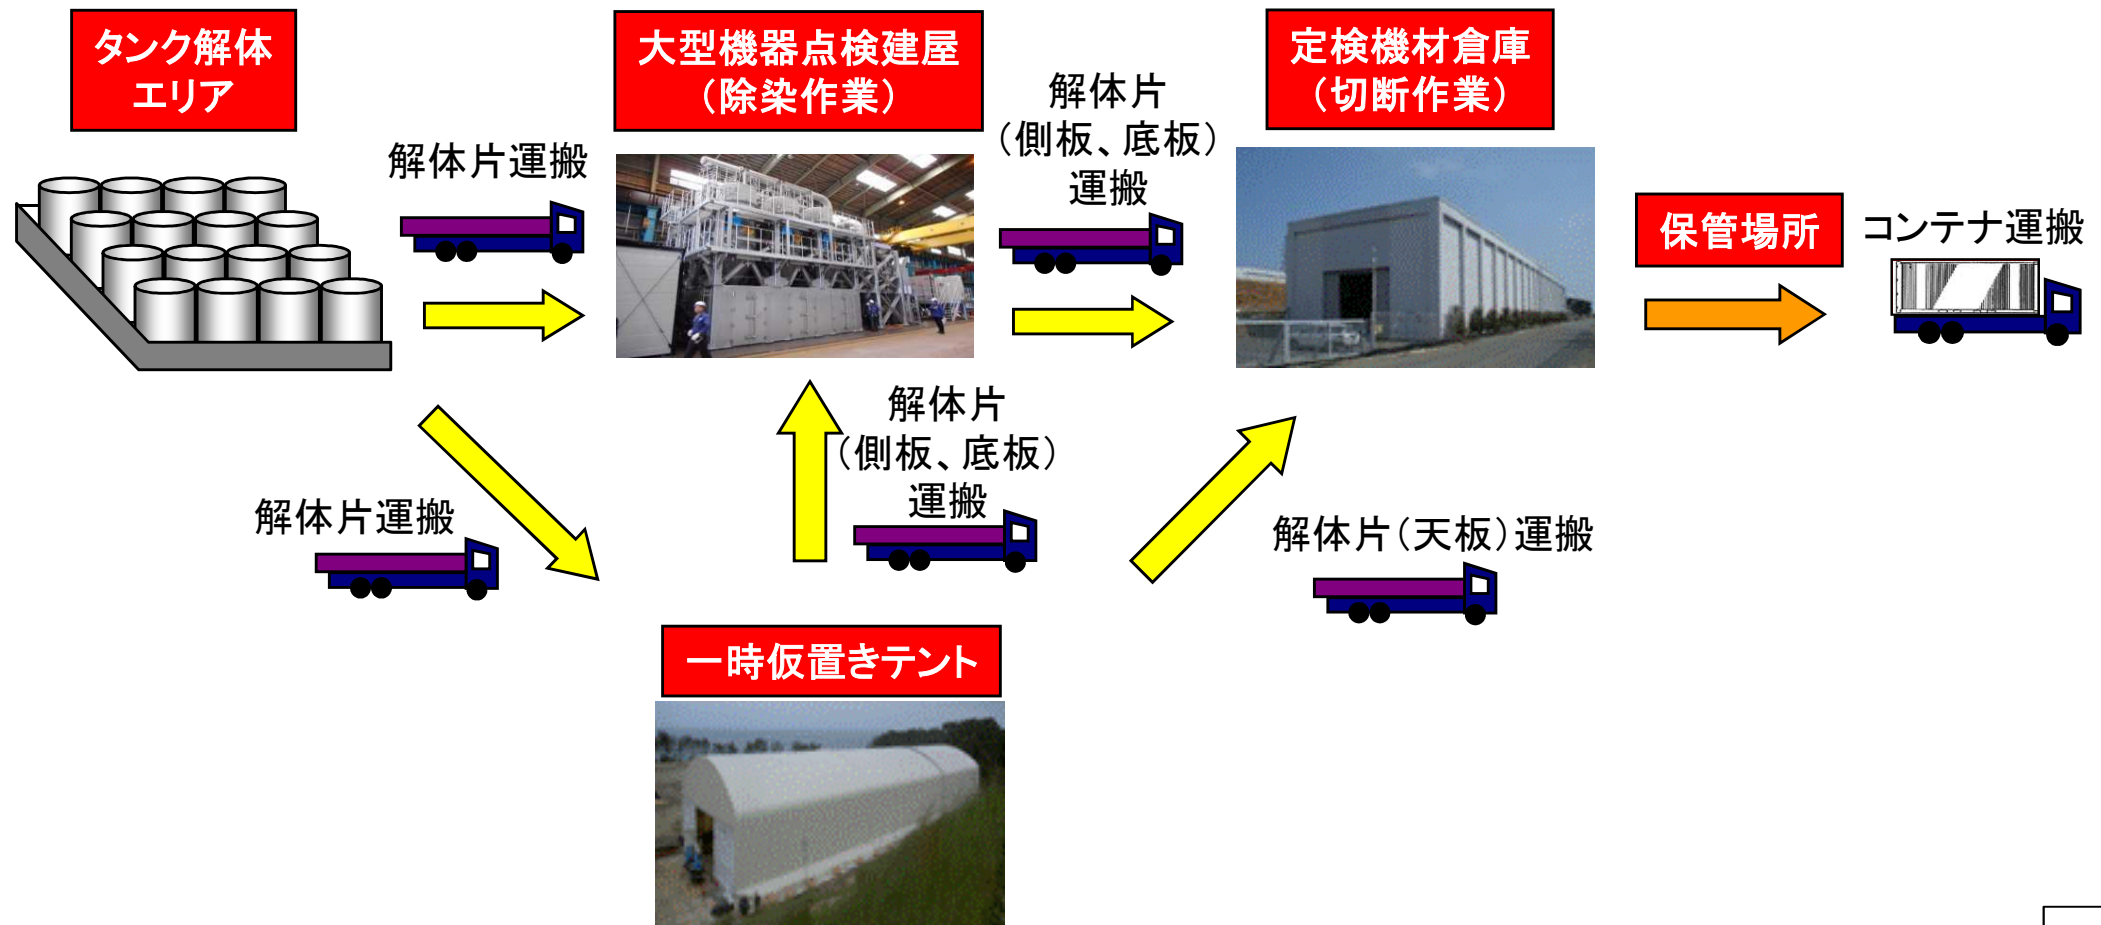 タンク解体
エリア
大型機器点検建屋
（除染作業）
定検機材倉庫
（切断作業）
解体片運搬
解体片
（側板、底板）
運搬
保管場所
コンテナ運搬
解体片
（側板、底板）
運搬
解体片運搬
解体片（天板）運搬
一時仮置きテント